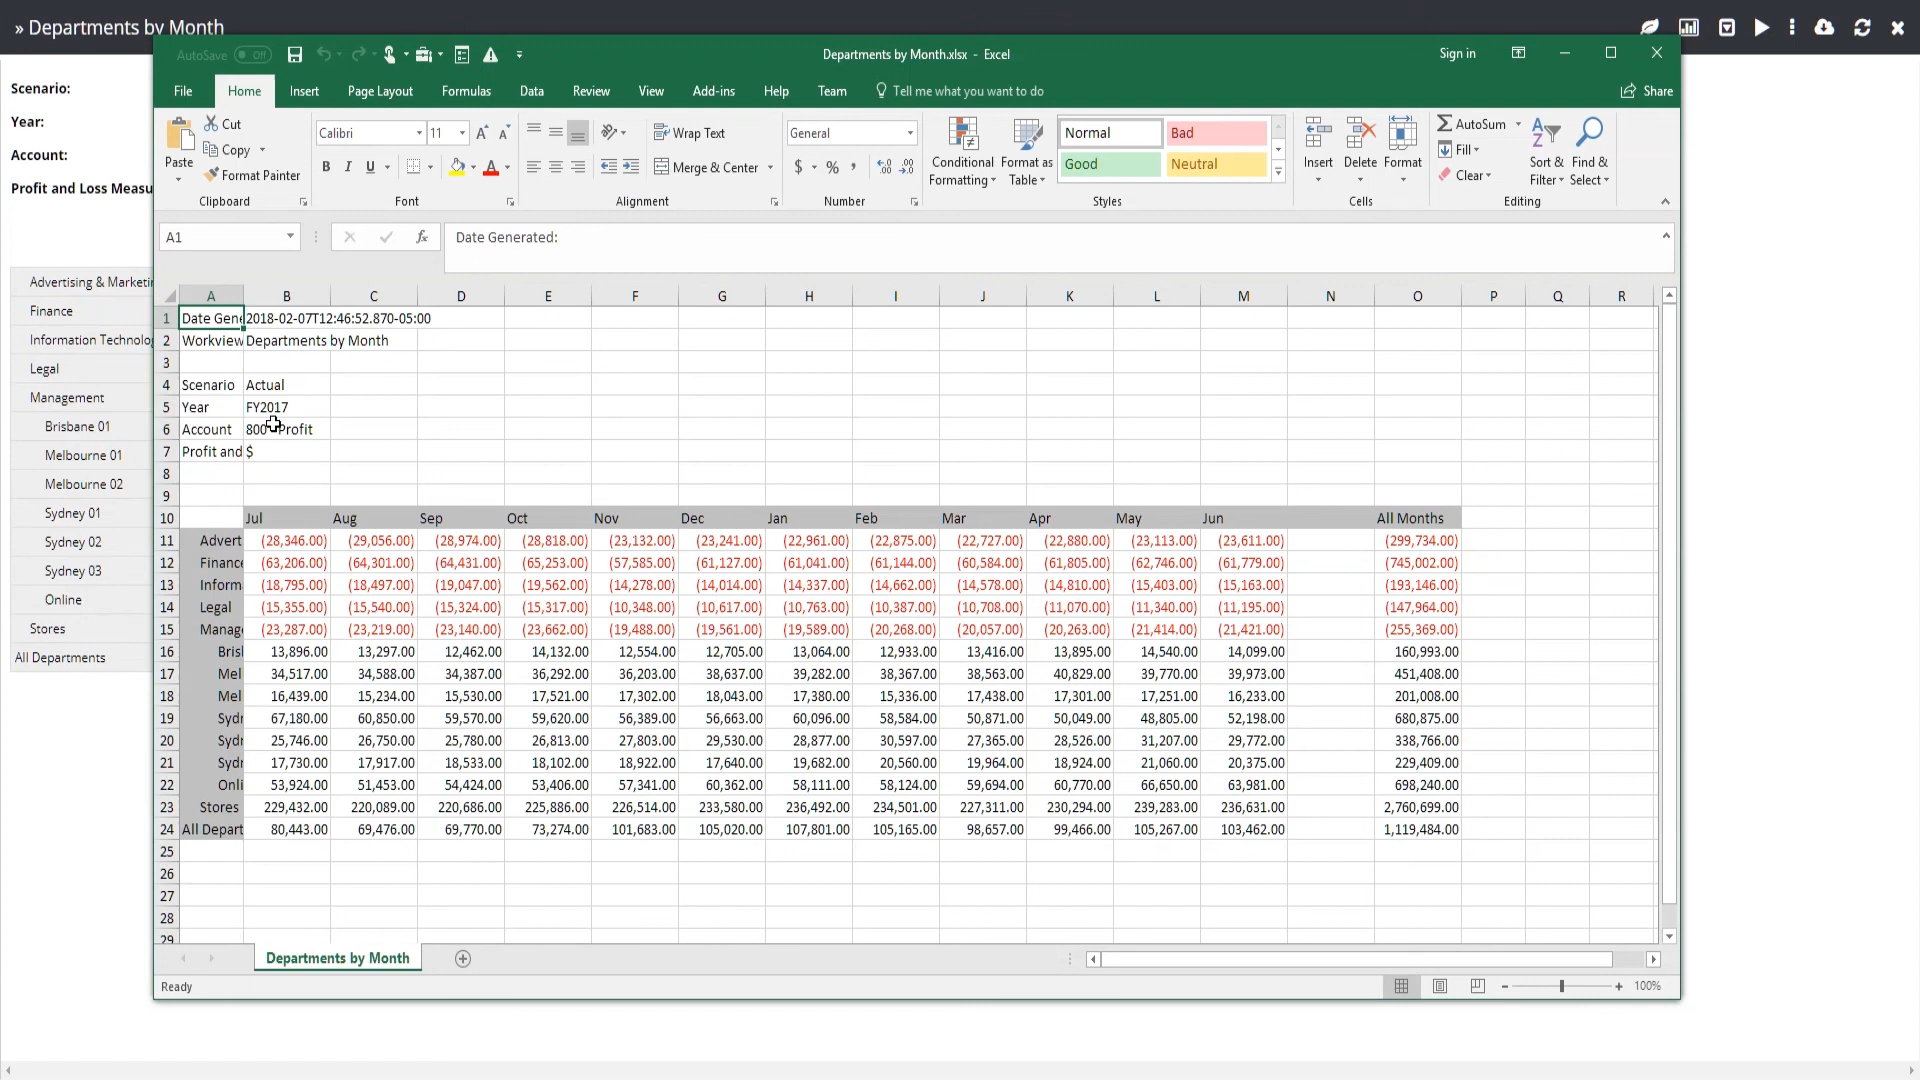 » Departments by Month
Scenario:
Year:
Account:
Profit and Loss Measu
Advertising & Marketin
Finance
Information Technolo
Legal
Management
Brisbane 01
Melbourne 01
Melbourne 02
Sydney 01
Sydney 02
Sydney 03
Online
Stores
All Departments
AutoSave Off
Departments by Month.xlsx - Excel
Sign in
File Home Insert Page Layout Formulas Data Review View Add-ins Help Team Tell me what you want to do Share
Paste
Cut
Copy
Format Painter
Clipboard
Calibri 11
B I U
Font
Wrap Text
Merge & Center
Alignment
General
$ % ,
Number
Conditional Formatting
Format as Table
Normal Bad
Good Neutral
Styles
Insert Delete Format
Cells
AutoSum
Fill
Clear
Sort & Filter
Find & Select
Editing
A1 fx Date Generated:
A B C D E F G H I J K L M N O P Q R
1 Date Gene 2018-02-07T12:46:52.870-05:00
2 Workview Departments by Month
3
4 Scenario Actual
5 Year FY2017
6 Account 800 Profit
7 Profit and $
8
9
10 Jul Aug Sep Oct Nov Dec Jan Feb Mar Apr May Jun All Months
11 Advert (28,346.00) (29,056.00) (28,974.00) (28,818.00) (23,132.00) (23,241.00) (22,961.00) (22,875.00) (22,727.00) (22,880.00) (23,113.00) (23,611.00) (299,734.00)
12 Finance (63,206.00) (64,301.00) (64,431.00) (65,253.00) (57,585.00) (61,127.00) (61,041.00) (61,144.00) (60,584.00) (61,805.00) (62,746.00) (61,779.00) (745,002.00)
13 Inform (18,795.00) (18,497.00) (19,047.00) (19,562.00) (14,278.00) (14,014.00) (14,337.00) (14,662.00) (14,578.00) (14,810.00) (15,403.00) (15,163.00) (193,146.00)
14 Legal (15,355.00) (15,540.00) (15,324.00) (15,317.00) (10,348.00) (10,617.00) (10,763.00) (10,387.00) (10,708.00) (11,070.00) (11,340.00) (11,195.00) (147,964.00)
15 Manage (23,287.00) (23,219.00) (23,140.00) (23,662.00) (19,488.00) (19,561.00) (19,589.00) (20,268.00) (20,057.00) (20,263.00) (21,414.00) (21,421.00) (255,369.00)
16 Bris 13,896.00 13,297.00 12,462.00 14,132.00 12,554.00 12,705.00 13,064.00 12,933.00 13,416.00 13,895.00 14,540.00 14,099.00 160,993.00
17 Mel 34,517.00 34,588.00 34,387.00 36,292.00 36,203.00 38,637.00 39,282.00 38,367.00 38,563.00 40,829.00 39,770.00 39,973.00 451,408.00
18 Mel 16,439.00 15,234.00 15,530.00 17,521.00 17,302.00 18,043.00 17,380.00 15,336.00 17,438.00 17,301.00 17,251.00 16,233.00 201,008.00
19 Sydn 67,180.00 60,850.00 59,570.00 59,620.00 56,389.00 56,663.00 60,096.00 58,584.00 50,871.00 50,049.00 48,805.00 52,198.00 680,875.00
20 Sydn 25,746.00 26,750.00 25,780.00 26,813.00 27,803.00 29,530.00 28,877.00 30,597.00 27,365.00 28,526.00 31,207.00 29,772.00 338,766.00
21 Sydn 17,730.00 17,917.00 18,533.00 18,102.00 18,922.00 17,640.00 19,682.00 20,560.00 19,964.00 18,924.00 21,060.00 20,375.00 229,409.00
22 Onli 53,924.00 51,453.00 54,424.00 53,406.00 57,341.00 60,362.00 58,111.00 58,124.00 59,694.00 60,770.00 66,650.00 63,981.00 698,240.00
23 Stores 229,432.00 220,089.00 220,686.00 225,886.00 226,514.00 233,580.00 236,492.00 234,501.00 227,311.00 230,294.00 239,283.00 236,631.00 2,760,699.00
24 All Depart 80,443.00 69,476.00 69,770.00 73,274.00 101,683.00 105,020.00 107,801.00 105,165.00 98,657.00 99,466.00 105,267.00 103,462.00 1,119,484.00
25
26
27
28
29
Departments by Month
Ready
100%